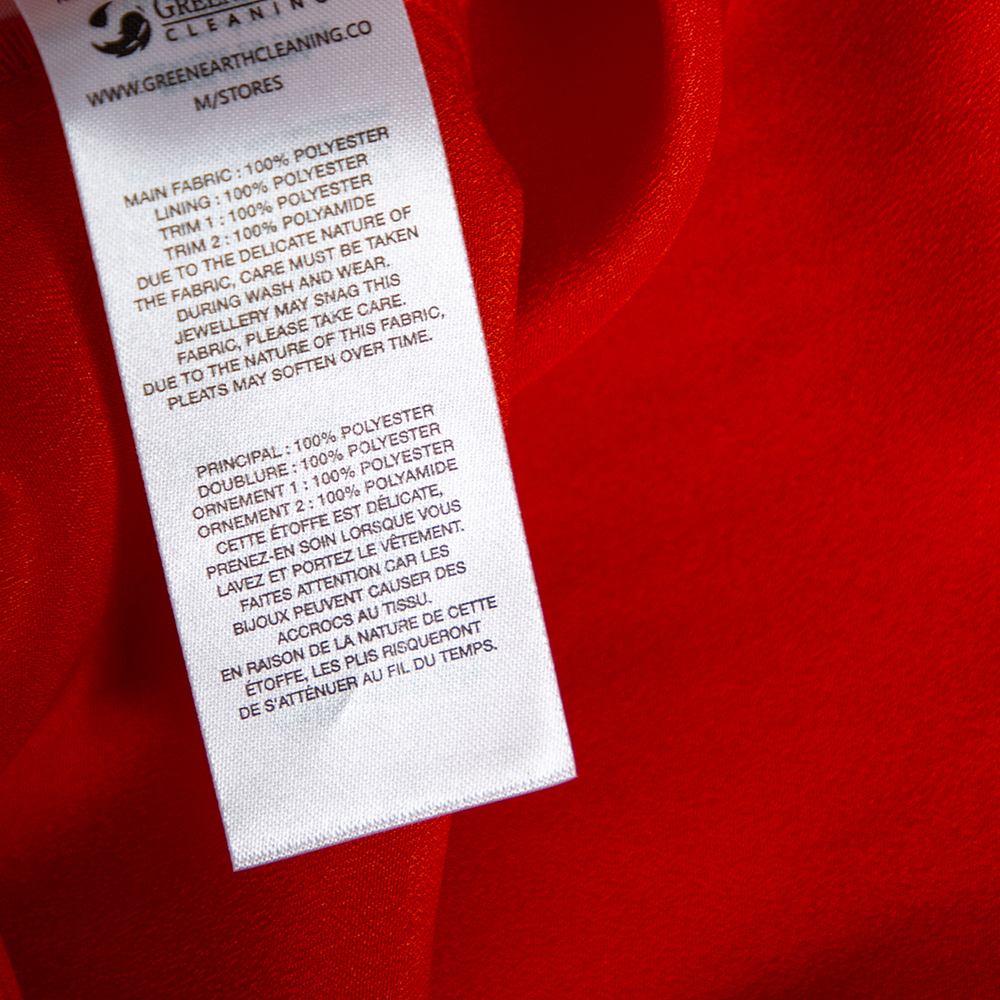 CLEANING
WWW.GREENEARTHCLEANING.CO
M/STORES
MAIN FABRIC : 100% POLYESTER
LINING : 100% POLYESTER
TRIM 1 : 100% POLYESTER
TRIM 2 : 100% POLYAMIDE
DUE TO THE DELICATE NATURE OF
THE FABRIC, CARE MUST BE TAKEN
DURING WASH AND WEAR.
JEWELLERY MAY SNAG THIS
FABRIC, PLEASE TAKE CARE.
DUE TO THE NATURE OF THIS FABRIC,
PLEATS MAY SOFTEN OVER TIME.
PRINCIPAL : 100% POLYESTER
DOUBLURE : 100% POLYESTER
ORNEMENT 1 : 100% POLYESTER
ORNEMENT 2 : 100% POLYAMIDE
CETTE ÉTOFFE EST DÉLICATE,
PRENEZ-EN SOIN LORSQUE VOUS
LAVEZ ET PORTEZ LE VÊTEMENT.
FAITES ATTENTION CAR LES
BIJOUX PEUVENT CAUSER DES
ACCROCS AU TISSU.
EN RAISON DE LA NATURE DE CETTE
ÉTOFFE, LES PLIS RISQUERONT
DE S'ATTÉNUER AU FIL DU TEMPS.